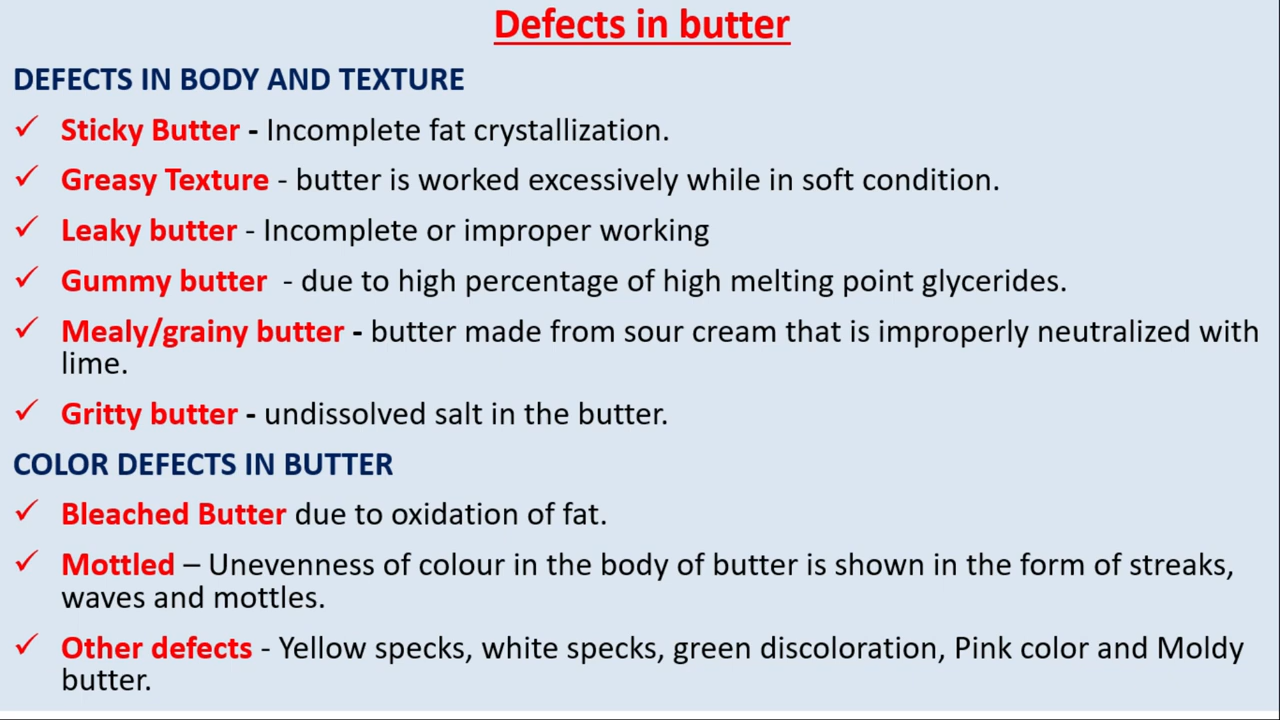 Defects in butter
DEFECTS IN BODY AND TEXTURE
✓ Sticky Butter - Incomplete fat crystallization.
✓ Greasy Texture - butter is worked excessively while in soft condition.
✓ Leaky butter - Incomplete or improper working
✓ Gummy butter - due to high percentage of high melting point glycerides.
✓ Mealy/grainy butter - butter made from sour cream that is improperly neutralized with
lime.
✓ Gritty butter - undissolved salt in the butter.
COLOR DEFECTS IN BUTTER
✓ Bleached Butter due to oxidation of fat.
✓ Mottled – Unevenness of colour in the body of butter is shown in the form of streaks,
waves and mottles.
✓ Other defects - Yellow specks, white specks, green discoloration, Pink color and Moldy
butter.